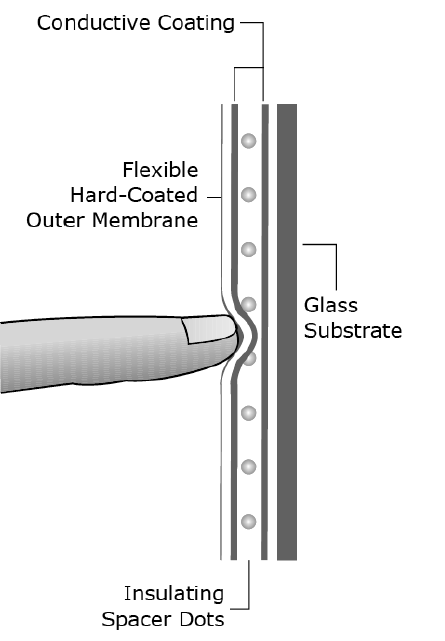 Conductive Coating
Flexible
Hard-Coated
Outer Membrane
Glass
Substrate
Insulating
Spacer Dots